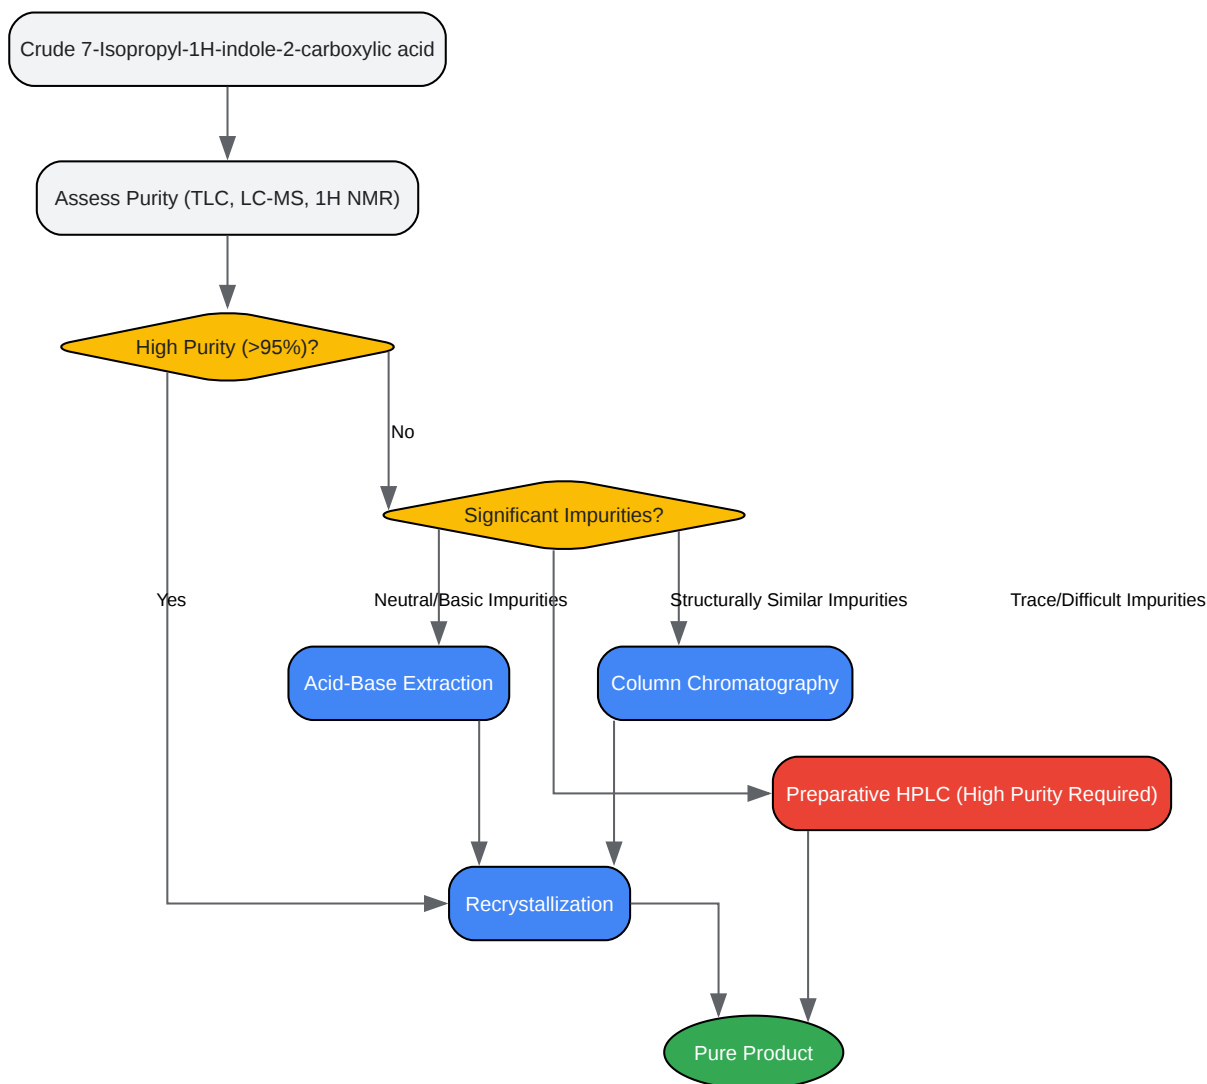 Crude 7-Isopropyl-1H-indole-2-carboxylic acid
Assess Purity (TLC, LC-MS, 1H NMR)
High Purity (>95%)?
No
Significant Impurities?
Yes
Neutral/Basic Impurities
Structurally Similar Impurities
Trace/Difficult Impurities
Acid-Base Extraction
Column Chromatography
Preparative HPLC (High Purity Required)
Recrystallization
Pure Product